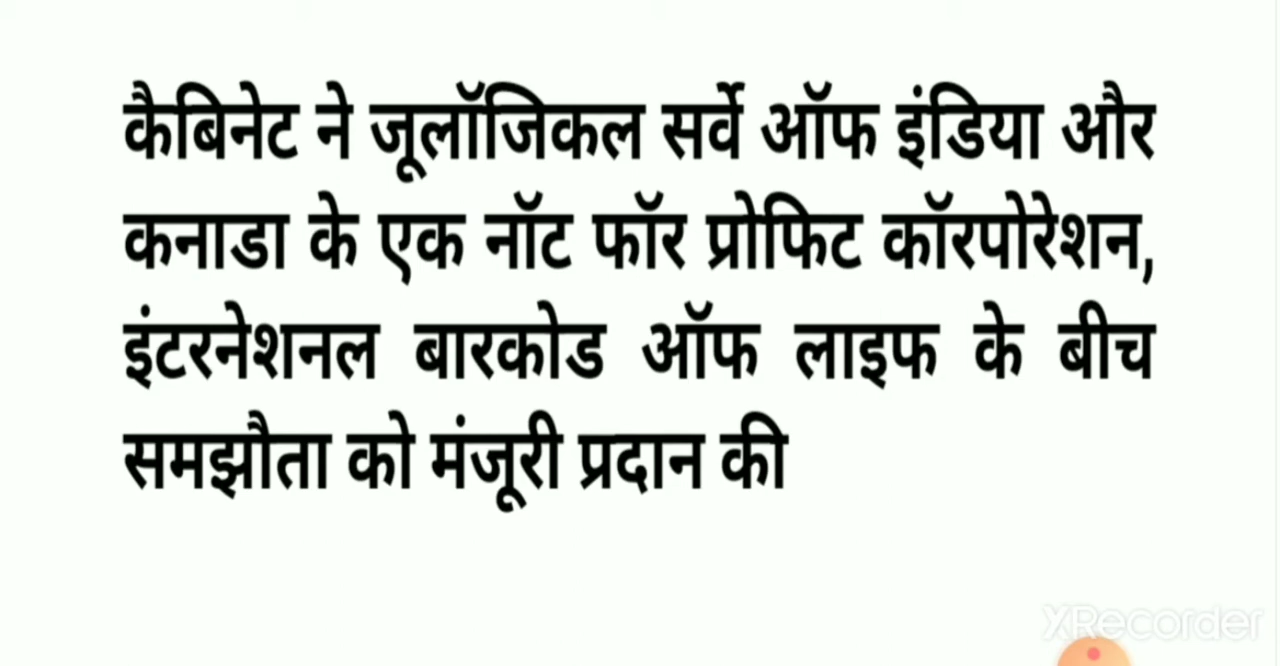 कैबिनेट ने जूलॉजिकल सर्वे ऑफ इंडिया और
कनाडा के एक नॉट फॉर प्रोफिट कॉरपोरेशन,
इंटरनेशनल बारकोड ऑफ लाइफ के बीच
समझौता को मंजूरी प्रदान की
XRecorder